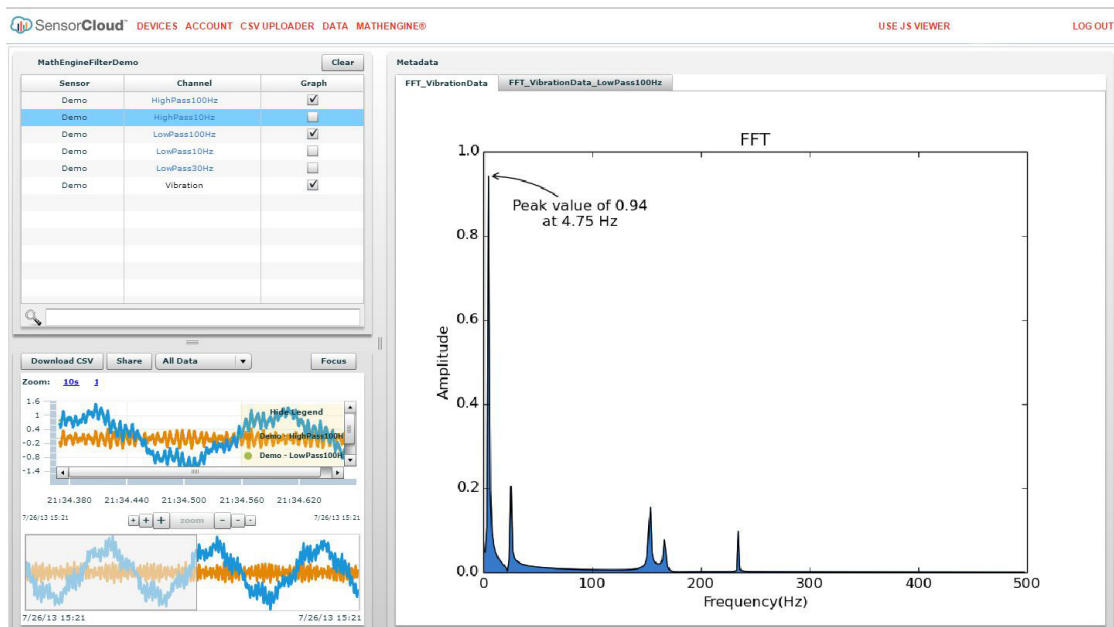 SensorCloud™ DEVICES ACCOUNT CSV UPLOADER DATA MATHENGINE® USE JS VIEWER LOG OUT
MathEngineFilterDemo Clear
Sensor Channel Graph
Demo HighPass100Hz
Demo HighPass10Hz
Demo LowPass100Hz
Demo LowPass10Hz
Demo LowPass30Hz
Demo Vibration
Download CSV Share All Data Focus
Zoom: 10s 1
1.6
1
0.4
-0.2
-0.8
-1.4
Hide Legend
Demo - HighPass100H
Demo - LowPass100H
21:34.380 21:34.440 21:34.500 21:34.560 21:34.620
7/26/13 15:21 + + + zoom - - - 7/26/13 15:21
7/26/13 15:21 7/26/13 15:21
Metadata
FFT_VibrationData FFT_VibrationData_LowPass100Hz
FFT
1.0
Peak value of 0.94
at 4.75 Hz
0.8
0.6
Amplitude
0.4
0.2
0.0
0 100 200 300 400 500
Frequency(Hz)